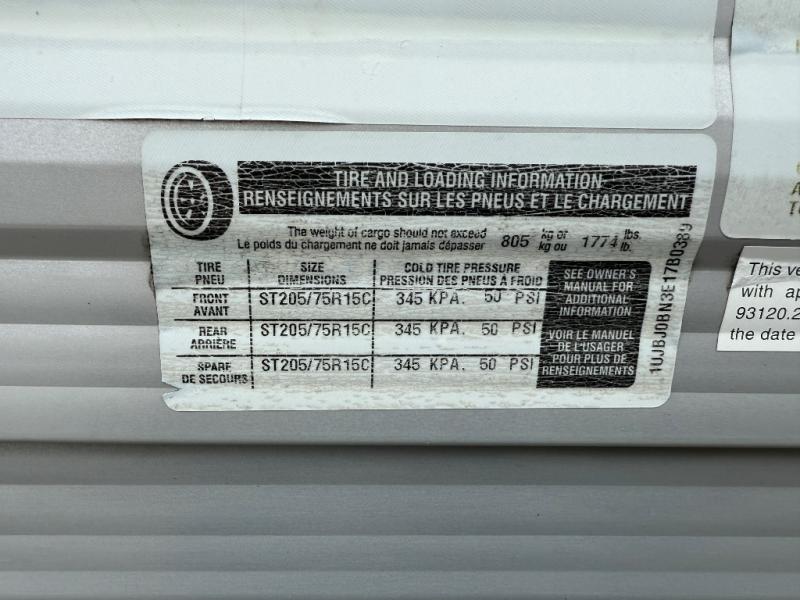 TIRE AND LOADING INFORMATION
RENSEIGNEMENTS SUR LES PNEUS ET LE CHARGEMENT
The weight of cargo should not exceed 805 kg or 1774 lbs.
Le poids du chargement ne doit jamais dépasser kg ou lb.
TIRE SIZE COLD TIRE PRESSURE
PNEU DIMENSIONS PRESSION DES PNEUS À FROID
FRONT ST205/75R15C 345 KPA. 50 PSI
AVANT
REAR ST205/75R15C 345 KPA. 50 PSI
ARRIÈRE
SPARE ST205/75R15C 345 KPA. 50 PSI
DE SECOURS
SEE OWNER'S
MANUAL FOR
ADDITIONAL
INFORMATION
VOIR LE MANUEL
DE L'USAGER
POUR PLUS DE
RENSEIGNEMENTS
This ve
with ap
93120.2
the date